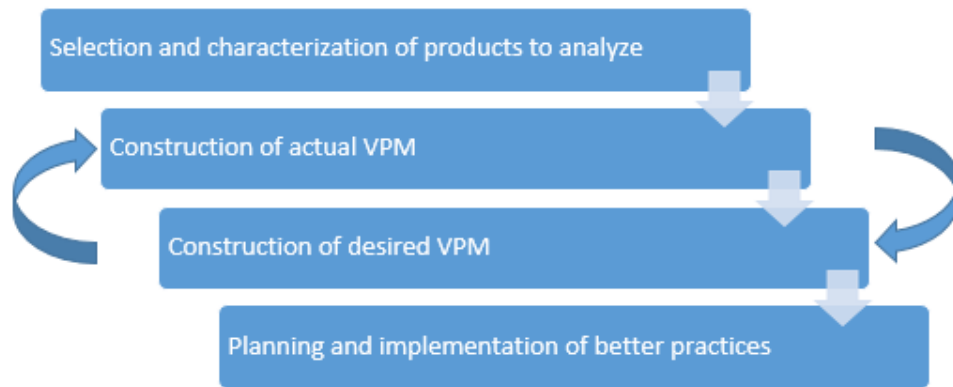 Selection and characterization of products to analyze
Construction of actual VPM
Construction of desired VPM
Planning and implementation of better practices